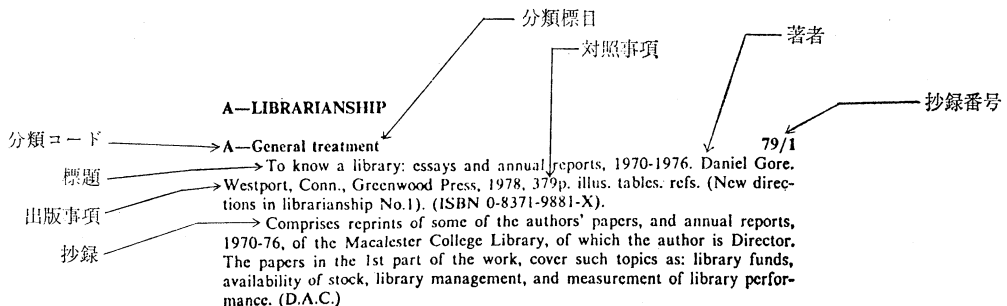 分類標目
対照事項
著者
A—LIBRARIANSHIP
抄録番号
分類コード
A—General treatment 79/1
標題
To know a library: essays and annual reports, 1970-1976. Daniel Gore.
出版事項
Westport, Conn., Greenwood Press, 1978, 379p. illus. tables. refs. (New direc-
tions in librarianship No.1). (ISBN 0-8371-9881-X).
抄録
Comprises reprints of some of the authors' papers, and annual reports,
1970-76, of the Macalester College Library, of which the author is Director.
The papers in the 1st part of the work, cover such topics as: library funds,
availability of stock, library management, and measurement of library perfor-
mance. (D.A.C.)